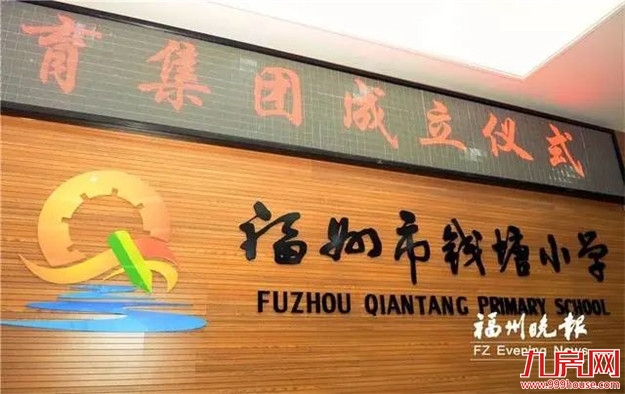 育集团成立仪式
福州市钱塘小学
FUZHOU QIANTANG PRIMARY SCHOOL
福州晚报
FZ Evening News
九房网
www.999house.com